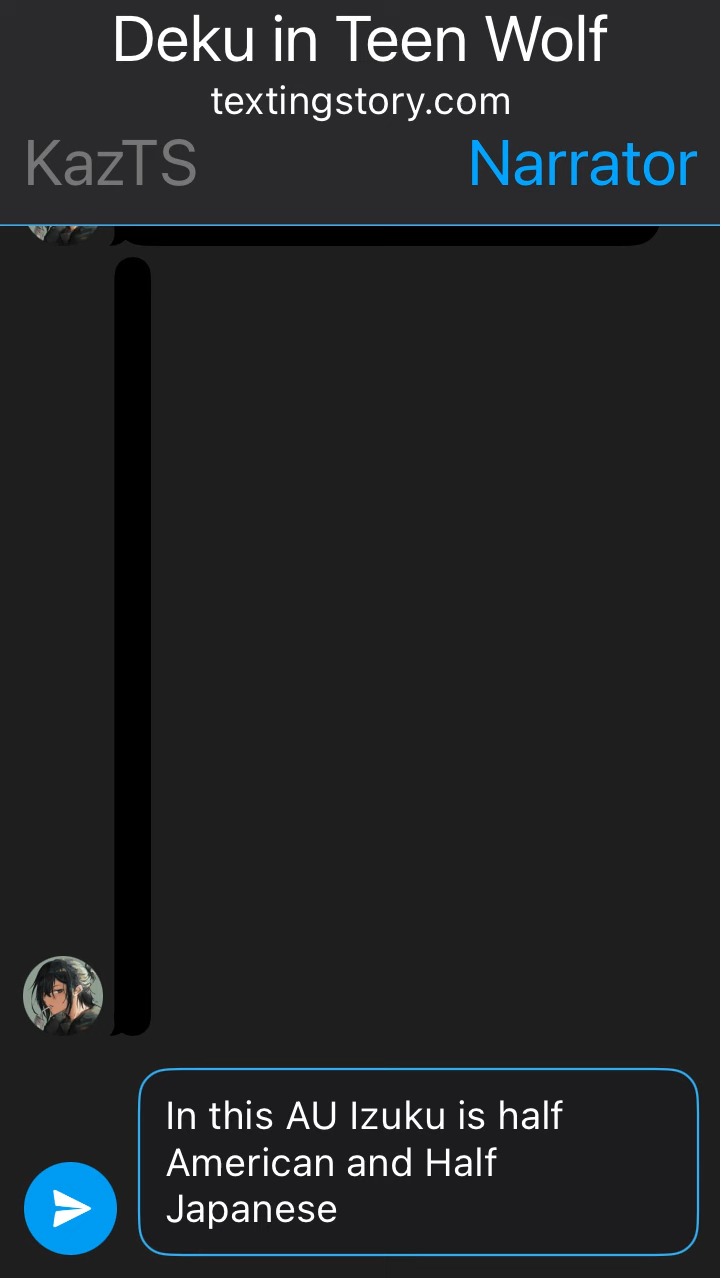 Deku in Teen Wolf
textingstory.com
KazTS Narrator
In this AU Izuku is half
American and Half
Japanese